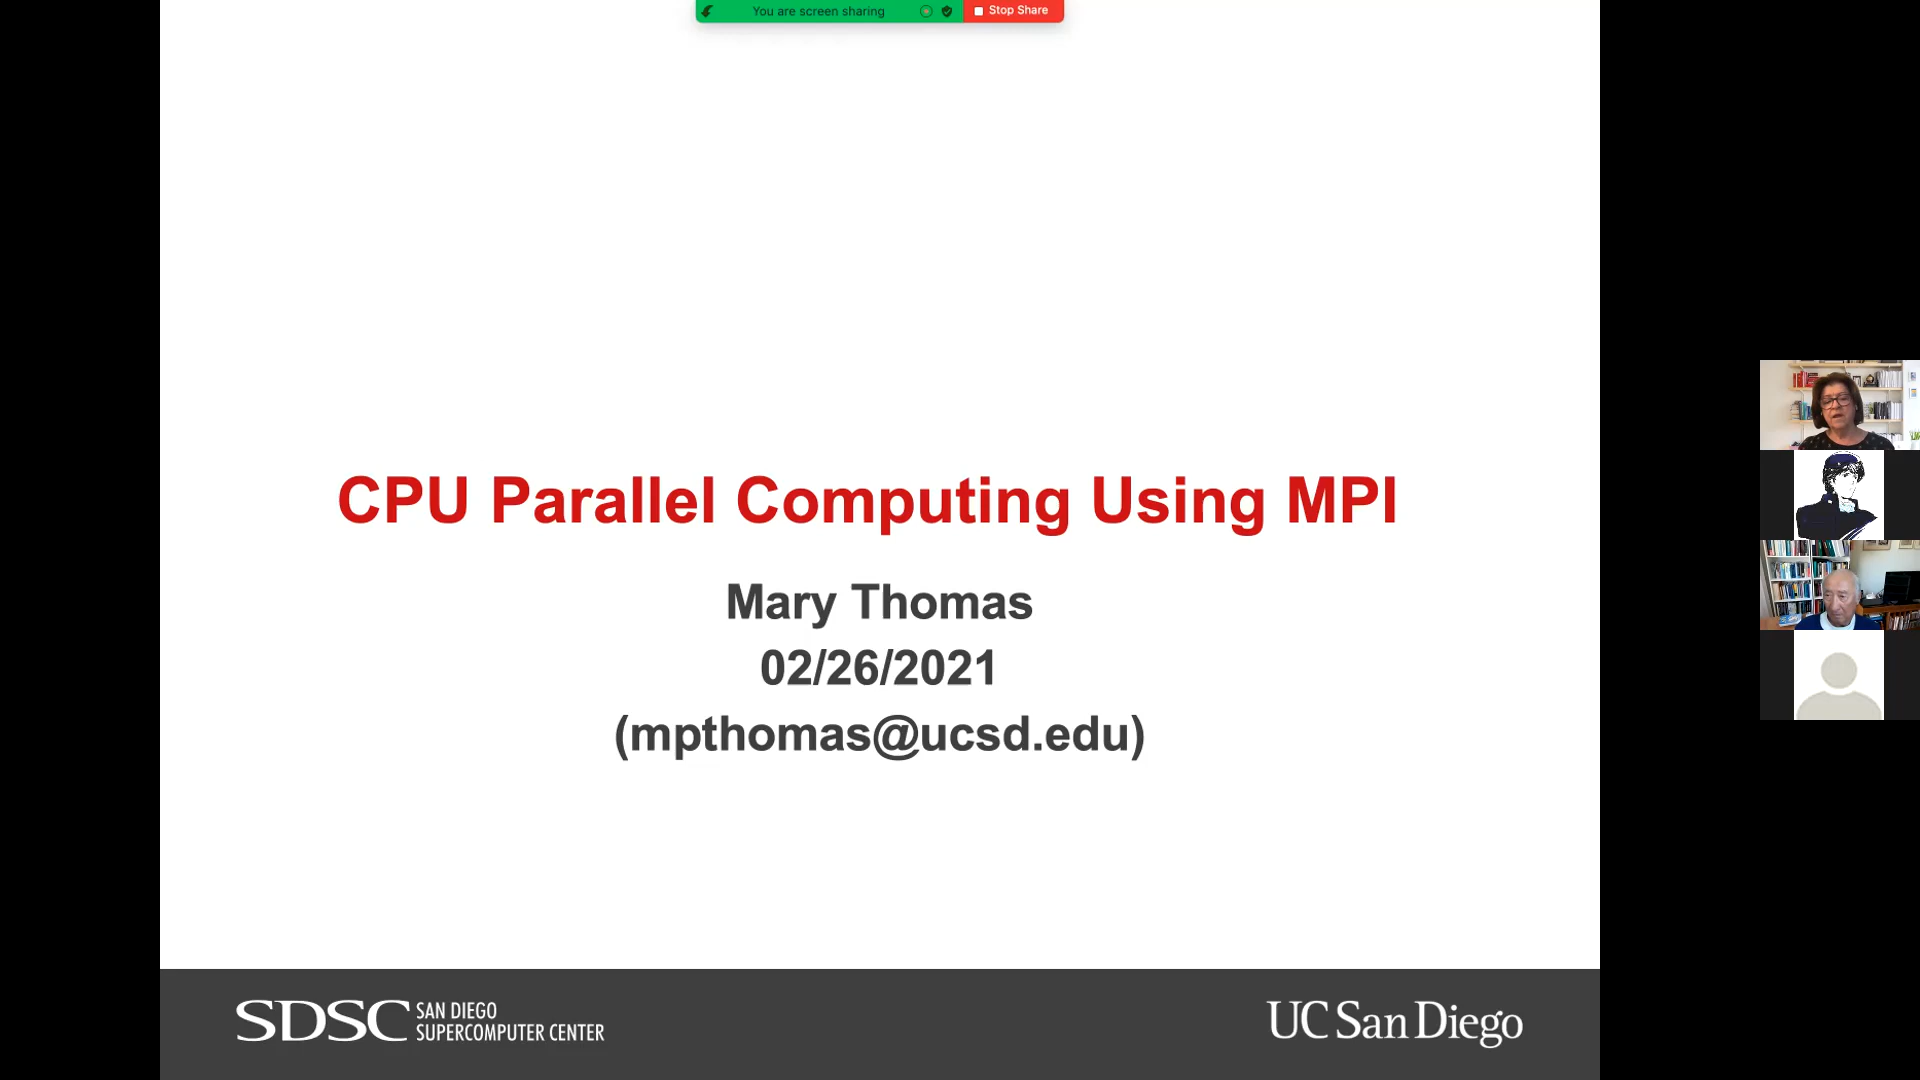 You are screen sharing
Stop Share
CPU Parallel Computing Using MPI
Mary Thomas
02/26/2021
(mpthomas@ucsd.edu)
SDSC SAN DIEGO
SUPERCOMPUTER CENTER
UC San Diego